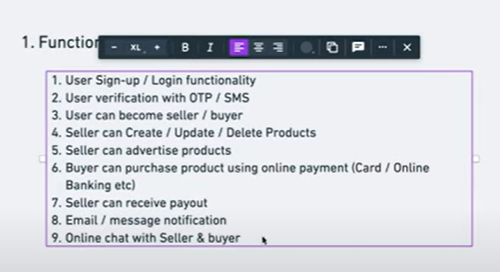 1. Function
− XL + B I
1. User Sign-up / Login functionality
2. User verification with OTP / SMS
3. User can become seller / buyer
4. Seller can Create / Update / Delete Products
5. Seller can advertise products
6. Buyer can purchase product using online payment (Card / Online
Banking etc)
7. Seller can receive payout
8. Email / message notification
9. Online chat with Seller & buyer